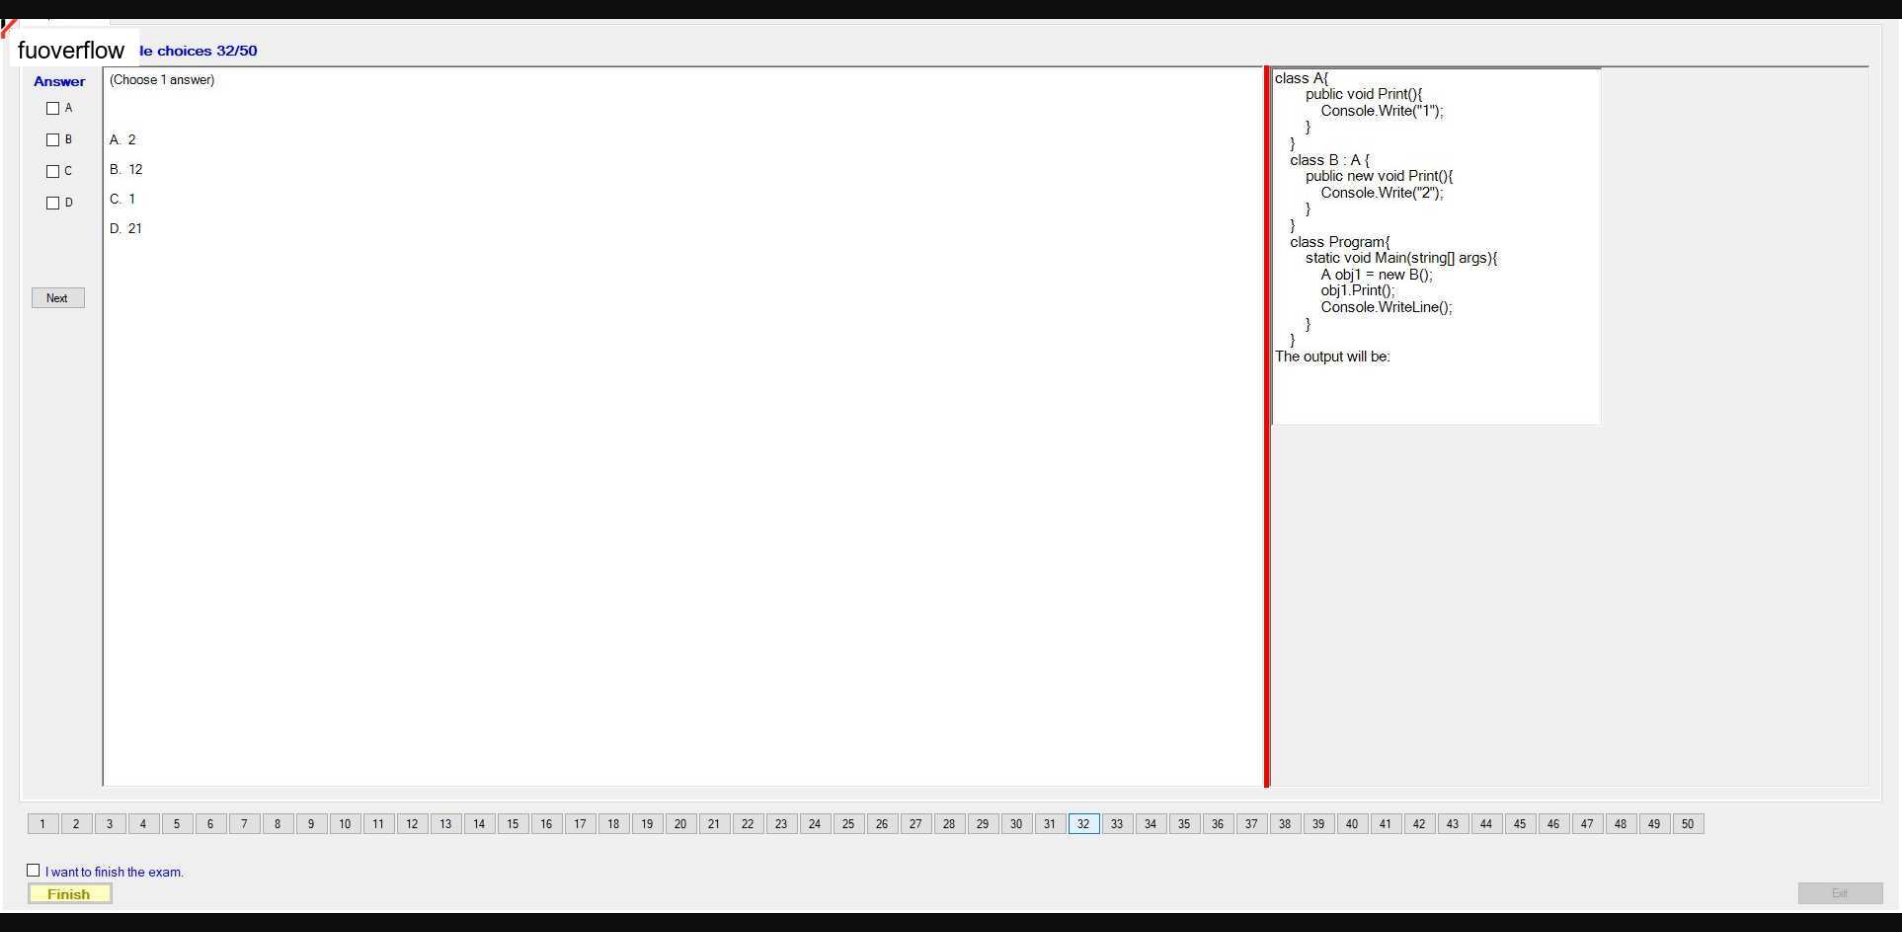 fuoverflow
le choices 32/50
Answer
(Choose 1 answer)
A
B
C
D
A. 2
B. 12
C. 1
D. 21
Next
class A{
public void Print(){
Console.Write("1");
}
}
class B : A {
public new void Print(){
Console.Write("2");
}
}
class Program{
static void Main(string[] args){
A obj1 = new B();
obj1.Print();
Console.WriteLine();
}
}
The output will be:
1 2 3 4 5 6 7 8 9 10 11 12 13 14 15 16 17 18 19 20 21 22 23 24 25 26 27 28 29 30 31 32 33 34 35 36 37 38 39 40 41 42 43 44 45 46 47 48 49 50
I want to finish the exam.
Finish
Exit